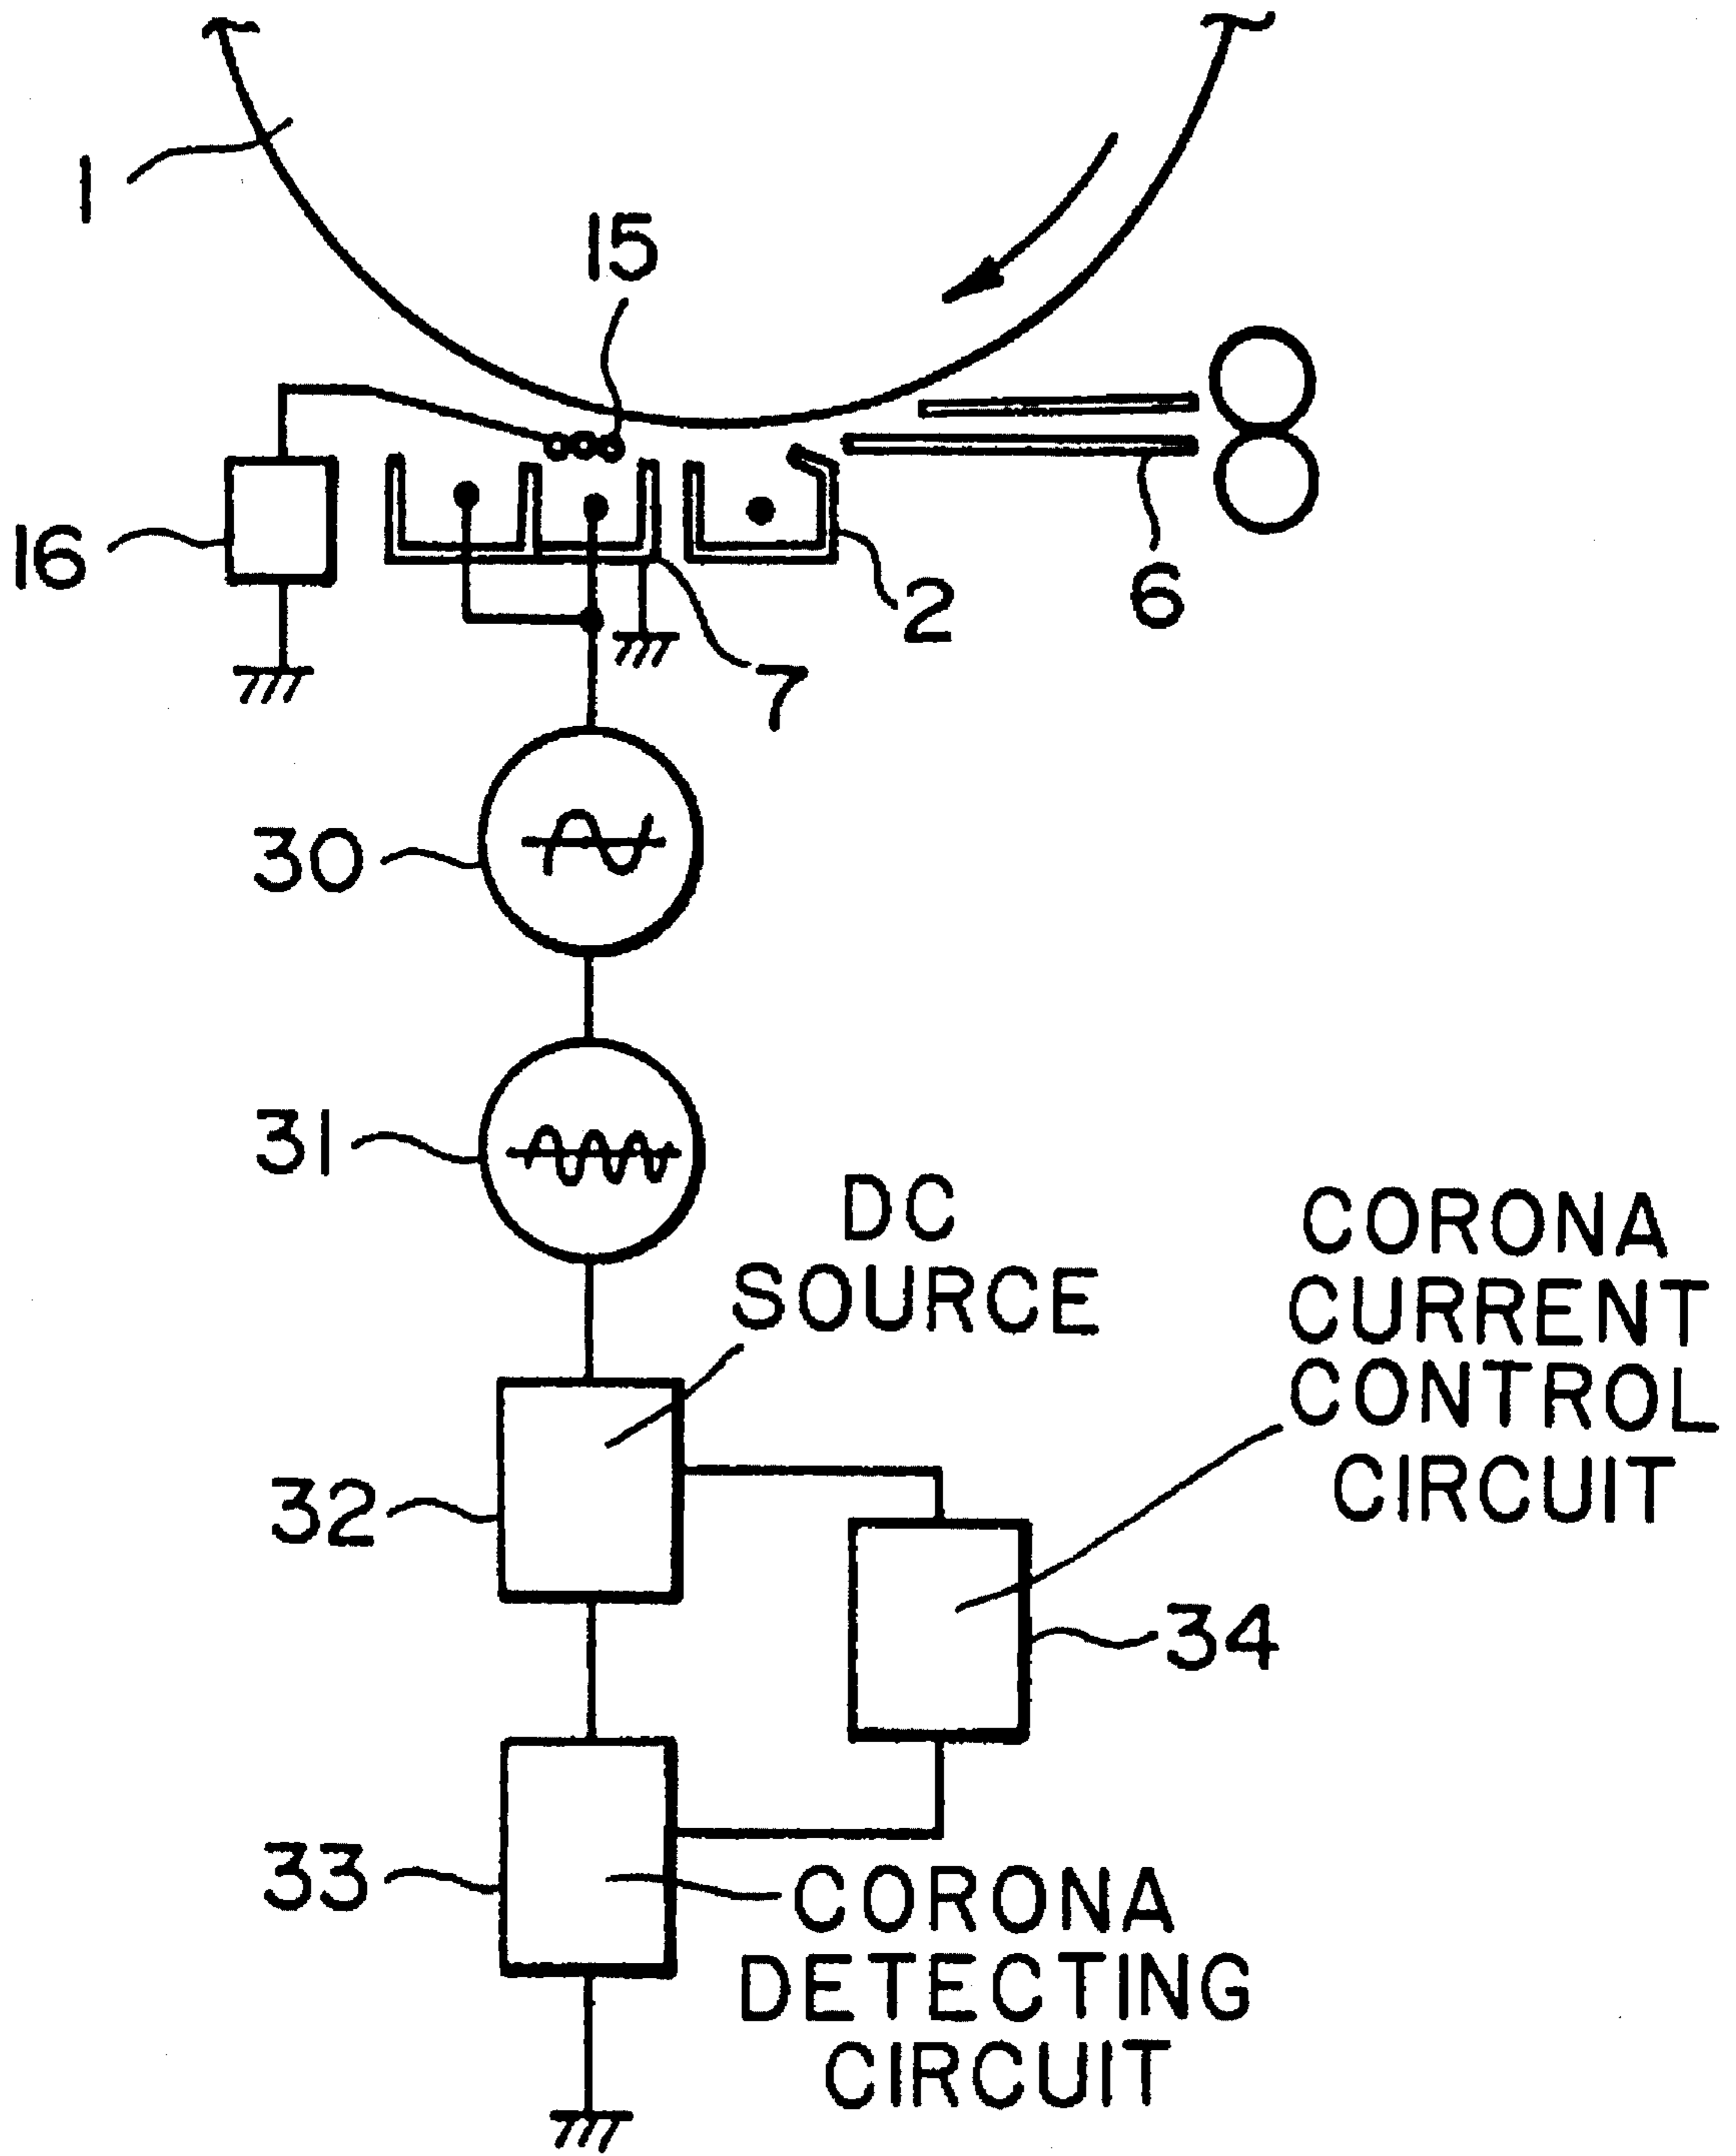 1
15
16
2
6
7
30
31
DC
SOURCE
CORONA
CURRENT
CONTROL
CIRCUIT
32
34
33
CORONA
DETECTING
CIRCUIT